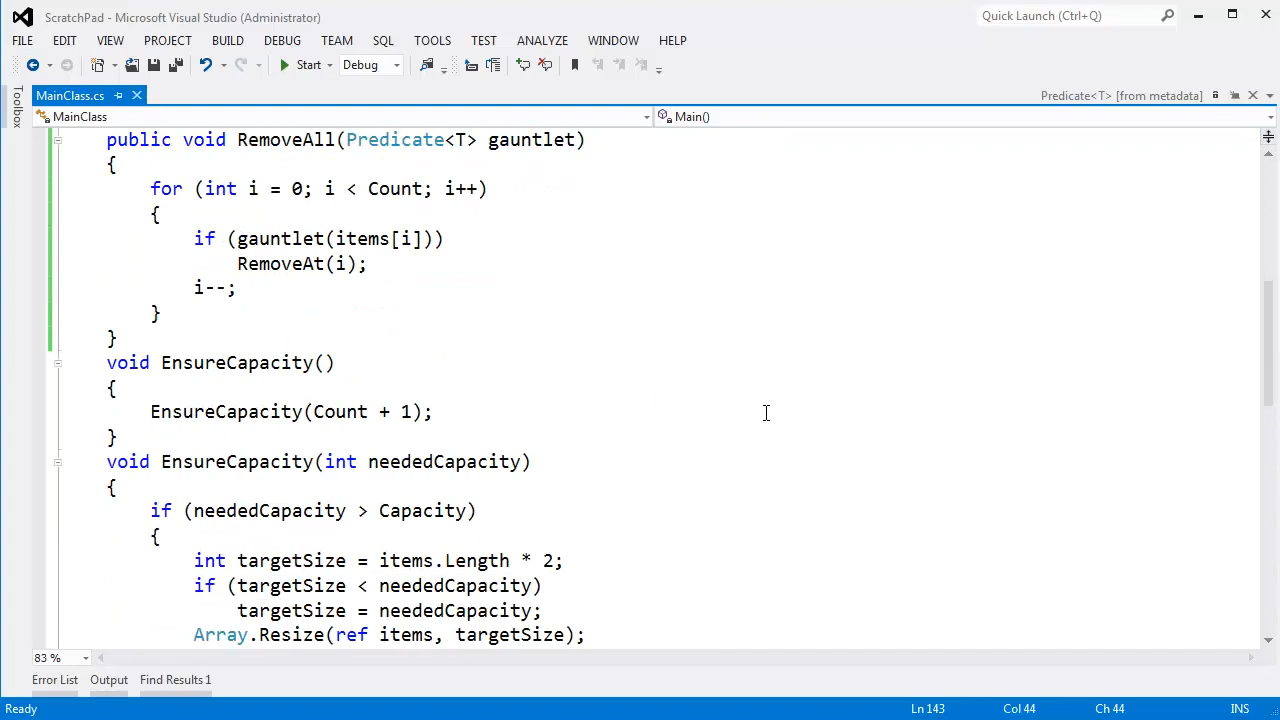 ScratchPad - Microsoft Visual Studio (Administrator)
Quick Launch (Ctrl+Q)
FILE EDIT VIEW PROJECT BUILD DEBUG TEAM SQL TOOLS TEST ANALYZE WINDOW HELP
Start Debug
MainClass.cs Predicate<T> [from metadata]
Toolbox
MainClass Main()
public void RemoveAll(Predicate<T> gauntlet)
{
for (int i = 0; i < Count; i++)
{
if (gauntlet(items[i]))
RemoveAt(i);
i--;
}
}
void EnsureCapacity()
{
EnsureCapacity(Count + 1);
}
void EnsureCapacity(int neededCapacity)
{
if (neededCapacity > Capacity)
{
int targetSize = items.Length * 2;
if (targetSize < neededCapacity)
targetSize = neededCapacity;
Array.Resize(ref items, targetSize);
83 %
Error List Output Find Results 1
Ready Ln 143 Col 44 Ch 44 INS